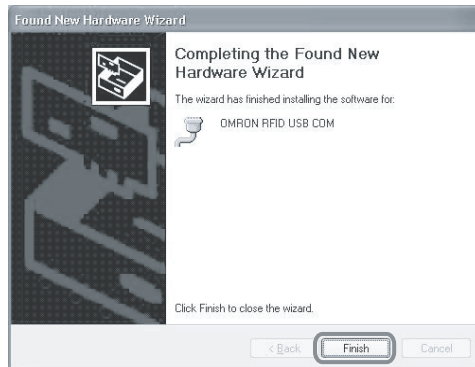 Found New Hardware Wizard
Completing the Found New
Hardware Wizard
The wizard has finished installing the software for:
OMRON RFID USB COM
Click Finish to close the wizard.
< Back
Finish
Cancel